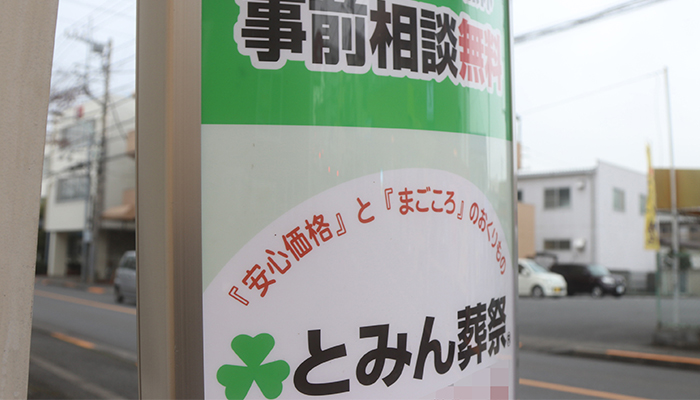 事前相談無料
『安心価格』と『まごころ』のおくりもの
とみん葬祭